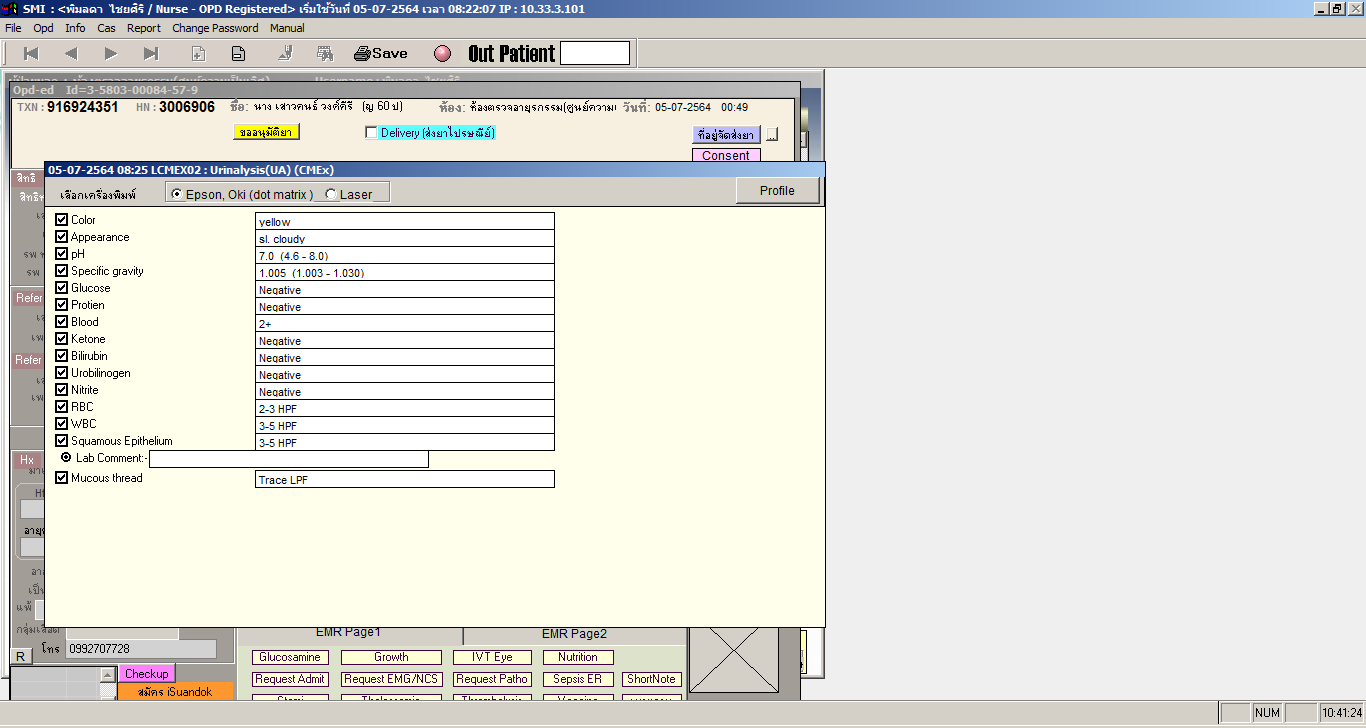 SMI : <พิมลดา ไชยศิริ / Nurse - OPD Registered> เริ่มใช้วันที่ 05-07-2564 เวลา 08:22:07 IP : 10.33.3.101
File Opd Info Cas Report Change Password Manual
Save Out Patient
Opd-ed Id=3-5803-00084-57-9
TXN : 916924351 HN : 3006906 ชื่อ: นาง เสาวคนธ์ วงศ์คีรี (ญ 60 ปี) ห้อง: ห้องตรวจอายุรกรรม(ศูนย์ความ วันที่: 05-07-2564 00:49
ขออนุมัติยา Delivery (ส่งยาไปรษณีย์) ที่อยู่จัดส่งยา ...
Consent
05-07-2564 08:25 LCMEX02 : Urinalysis(UA) (CMEx)
สิทธิ
เลือกเครื่องพิมพ์ Epson, Oki (dot matrix ) Laser Profile
Color yellow
Appearance sl. cloudy
pH 7.0 (4.6 - 8.0)
Specific gravity 1.005 (1.003 - 1.030)
Glucose Negative
Refer
Protien Negative
Blood 2+
Ketone Negative
Refer
Bilirubin Negative
Urobilinogen Negative
Nitrite Negative
RBC 2-3 HPF
WBC 3-5 HPF
Squamous Epithelium 3-5 HPF
Hx
Lab Comment:-
Mucous thread Trace LPF
แพ้
กลุ่มเลือด
EMR Page1 EMR Page2
โทร 0992707728
R
Glucosamine Growth IVT Eye Nutrition
Checkup
Request Admit Request EMG/NCS Request Patho Sepsis ER ShortNote
สมัคร iSuandok
NUM 10:41:24